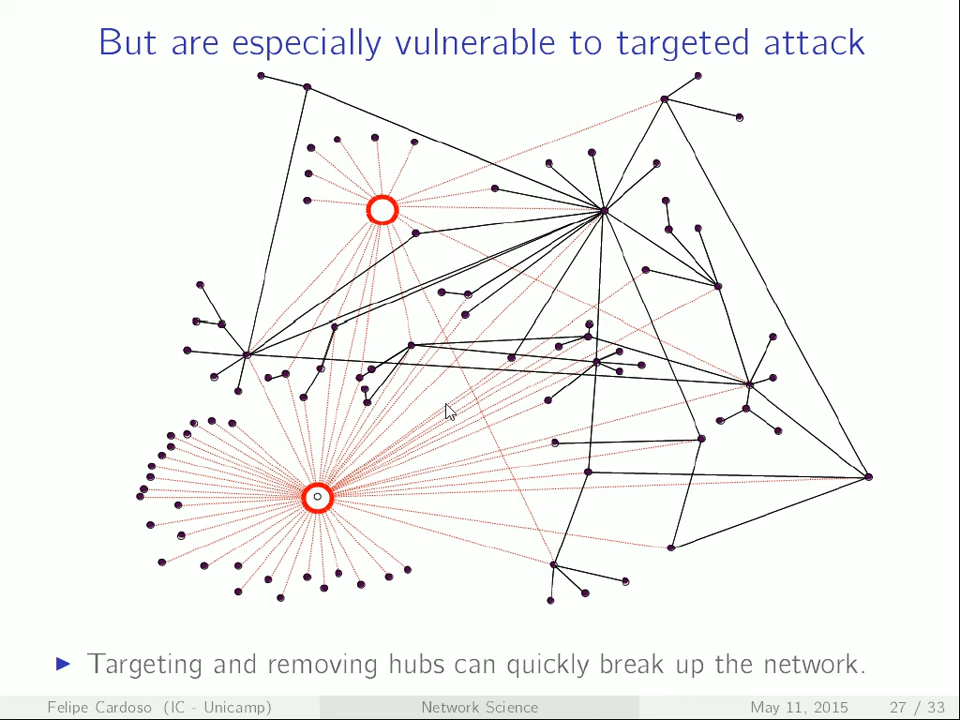 But are especially vulnerable to targeted attack
Targeting and removing hubs can quickly break up the network.
Felipe Cardoso (IC - Unicamp) Network Science May 11, 2015 27 / 33